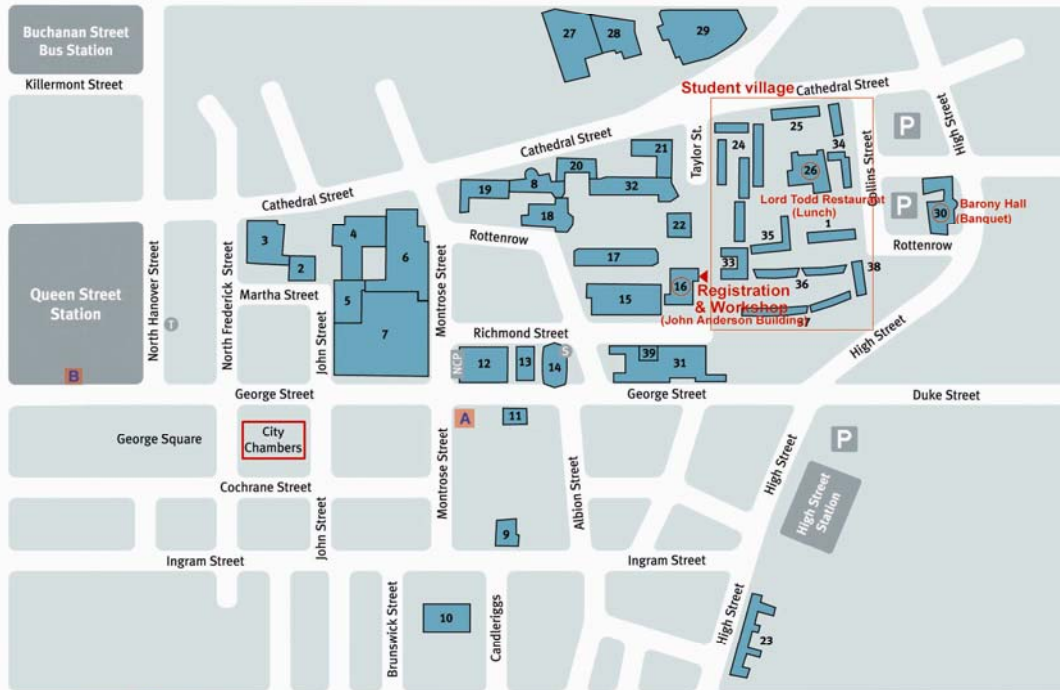 Buchanan Street
Bus Station
Killermont Street
27
28
29
Student village
Cathedral Street
P
High Street
Cathedral Street
Taylor St.
21
24
25
34
Collins Street
20
26
19
8
32
Cathedral Street
18
22
Lord Todd Restaurant
(Lunch)
1
P
30
Barony Hall
(Banquet)
Rottenrow
Rottenrow
3
4
6
2
17
35
33
36
38
Queen Street
Station
North Hanover Street
T
North Frederick Street
Martha Street
5
John Street
7
Montrose Street
15
16
Registration
& Workshop
(John Anderson Building)
37
High Street
Richmond Street
NCP
12
13
14
S
39
31
B
George Street
George Street
Duke Street
George Square
City
Chambers
A
11
P
Montrose Street
Albion Street
High Street
High Street
Station
Cochrane Street
John Street
9
Ingram Street
Ingram Street
Brunswick Street
10
Candleriggs
High Street
23